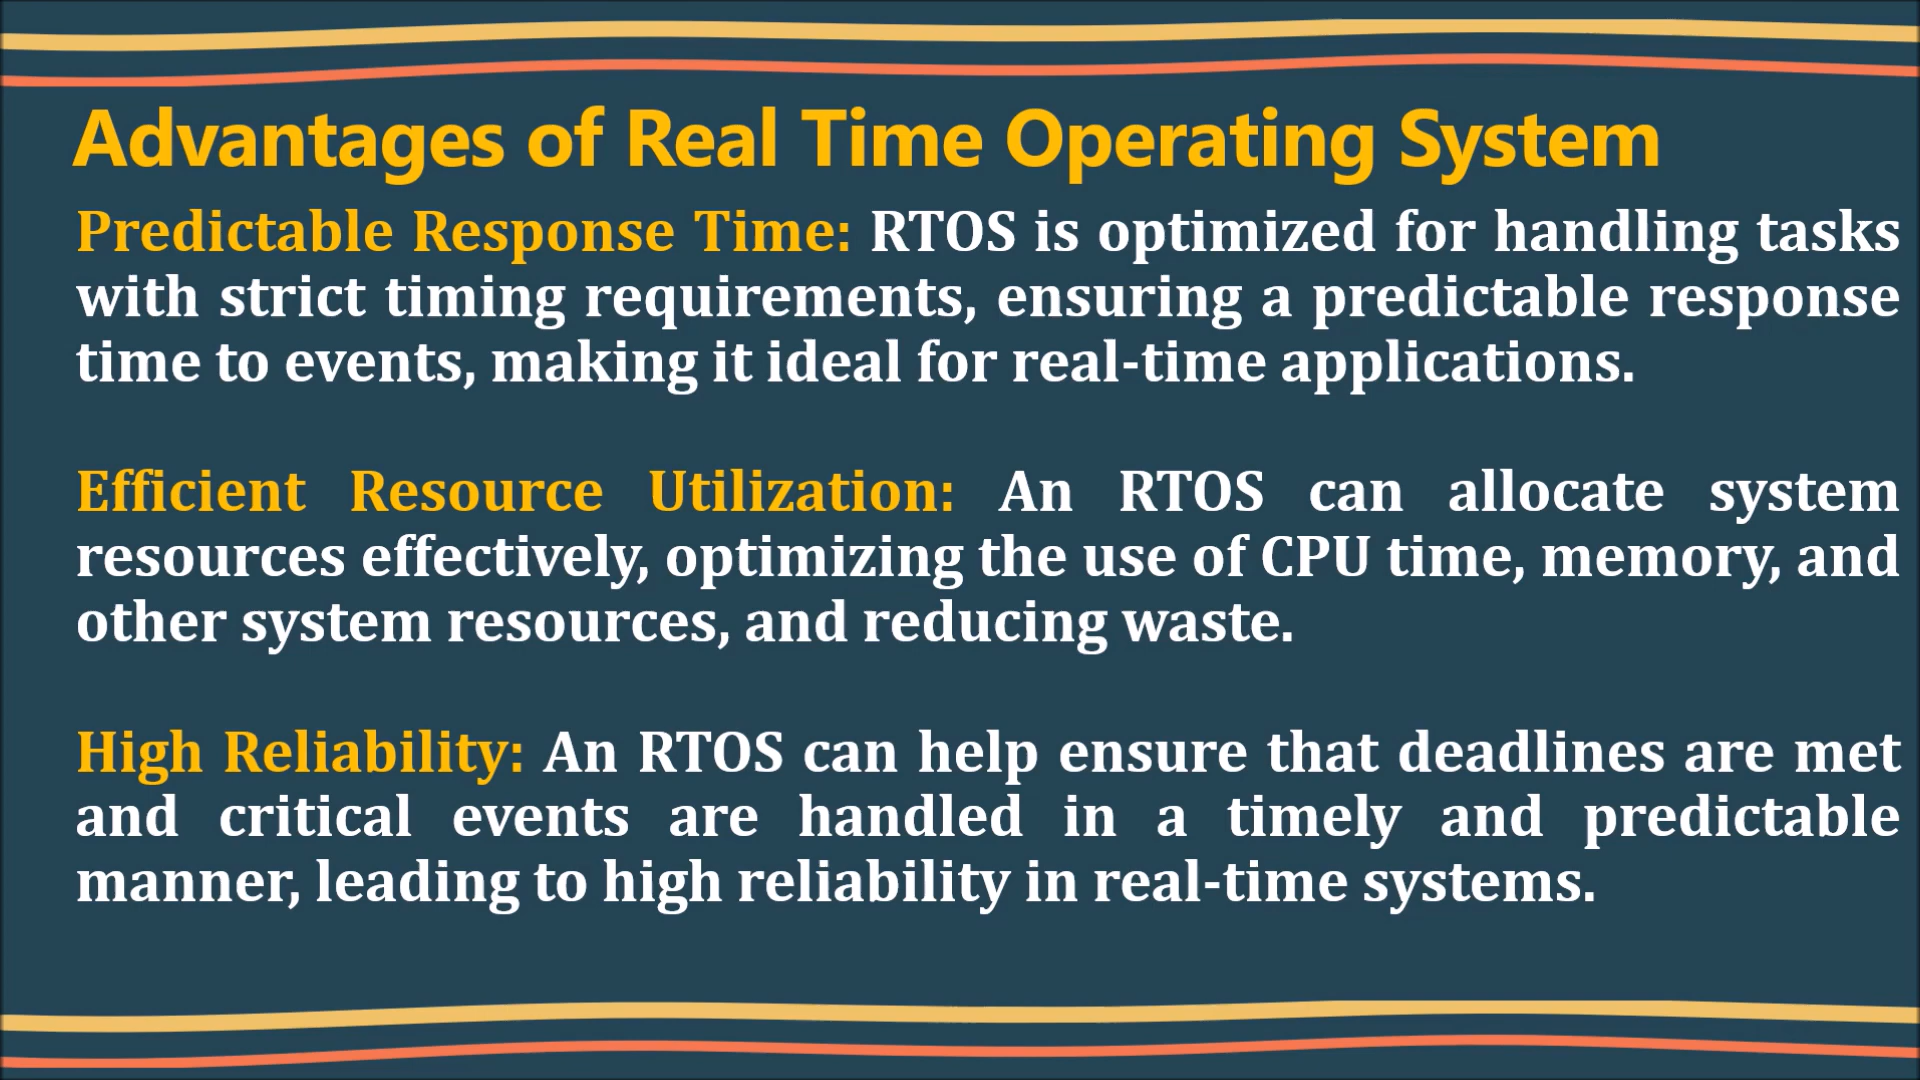 Advantages of Real Time Operating System
Predictable Response Time: RTOS is optimized for handling tasks
with strict timing requirements, ensuring a predictable response
time to events, making it ideal for real-time applications.
Efficient Resource Utilization: An RTOS can allocate system
resources effectively, optimizing the use of CPU time, memory, and
other system resources, and reducing waste.
High Reliability: An RTOS can help ensure that deadlines are met
and critical events are handled in a timely and predictable
manner, leading to high reliability in real-time systems.